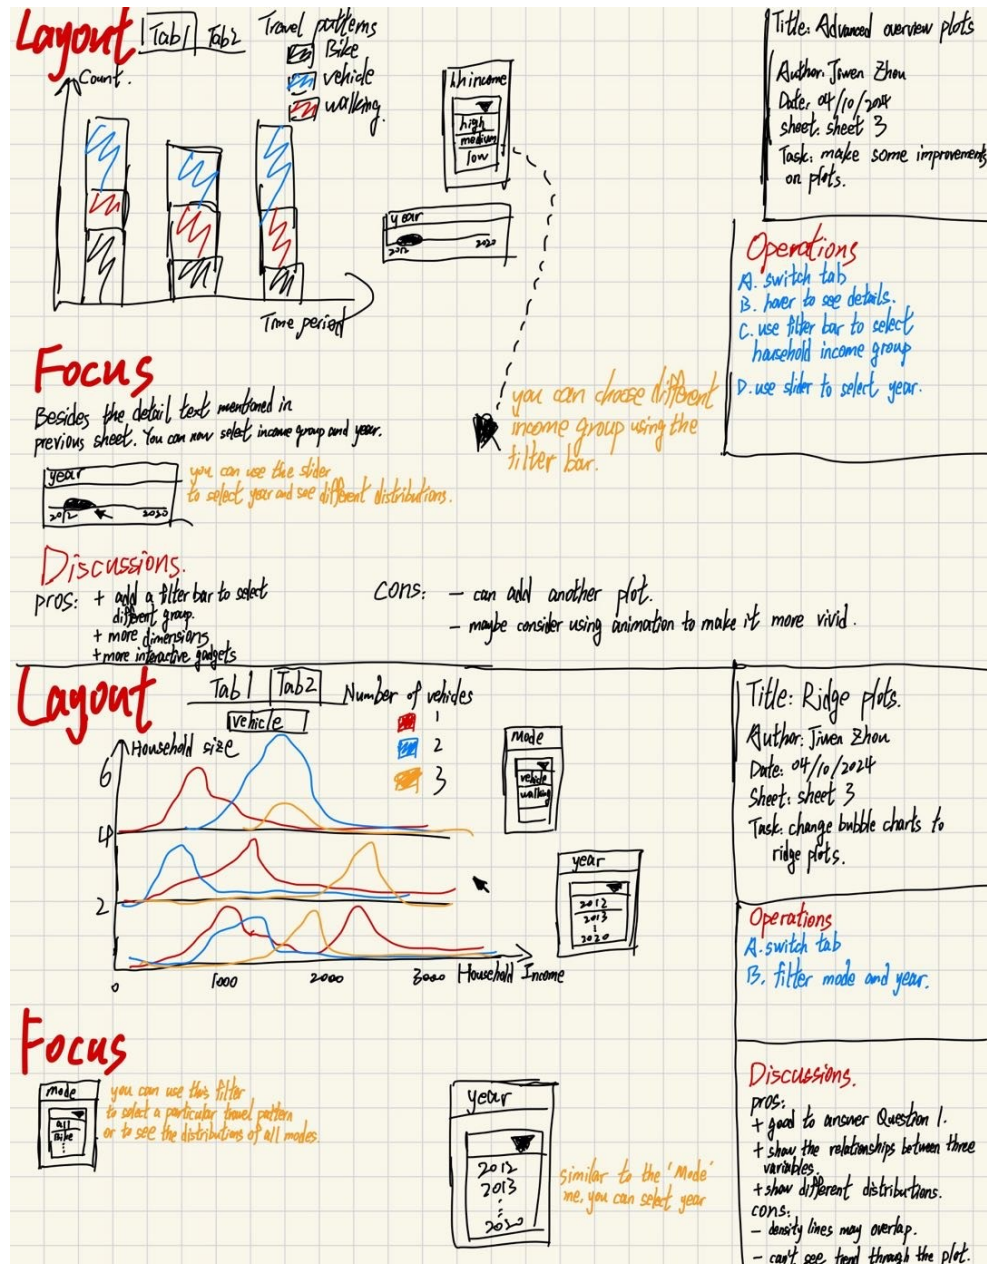 Layout
Tab1
Tab2
Travel patterns
Bike
vehicle
walking.
Count.
Time period
hh income
high
medium
low
year
2012
2020
Title: Advanced overview plots
Author: Jiwen Zhou
Date: 04/10/2024
sheet: sheet 3
Task: make some improvements
on plots.
Operations
A. switch tab
B. hover to see details.
C. use filter bar to select
household income group
D. use slider to select year.
Focus
Besides the detail text mentioned in
previous sheet. You can now select income group and year.
year
2012
2020
you can use the slider
to select year and see different distributions.
you can choose different
income group using the
filter bar.
Discussions.
pros: + add a filter bar to select
different group.
+ more dimensions
+ more interactive gadgets
cons: - can add another plot.
- maybe consider using animation to make it more vivid.
Layout
Tab1
Tab2
vehicle
Number of vehicles
1
2
3
Household size
6
4
2
0
1000
2000
3000
Household Income
mode
vehicle
walking
year
2012
2013
2020
Title: Ridge plots.
Author: Jiwen Zhou
Date: 04/10/2024
Sheet: sheet 3
Task: change bubble charts to
ridge plots.
Operations
A. switch tab
B. filter mode and year.
Focus
mode
all
Bike
you can use this filter
to select a particular travel pattern
or to see the distributions of all modes
year
2012
2013
2020
similar to the 'Mode'
me, you can select year
Discussions.
pros:
+ good to answer Question 1.
+ show the relationships between three
variables.
+ show different distributions.
cons:
- density lines may overlap.
- can't see trend through the plot.